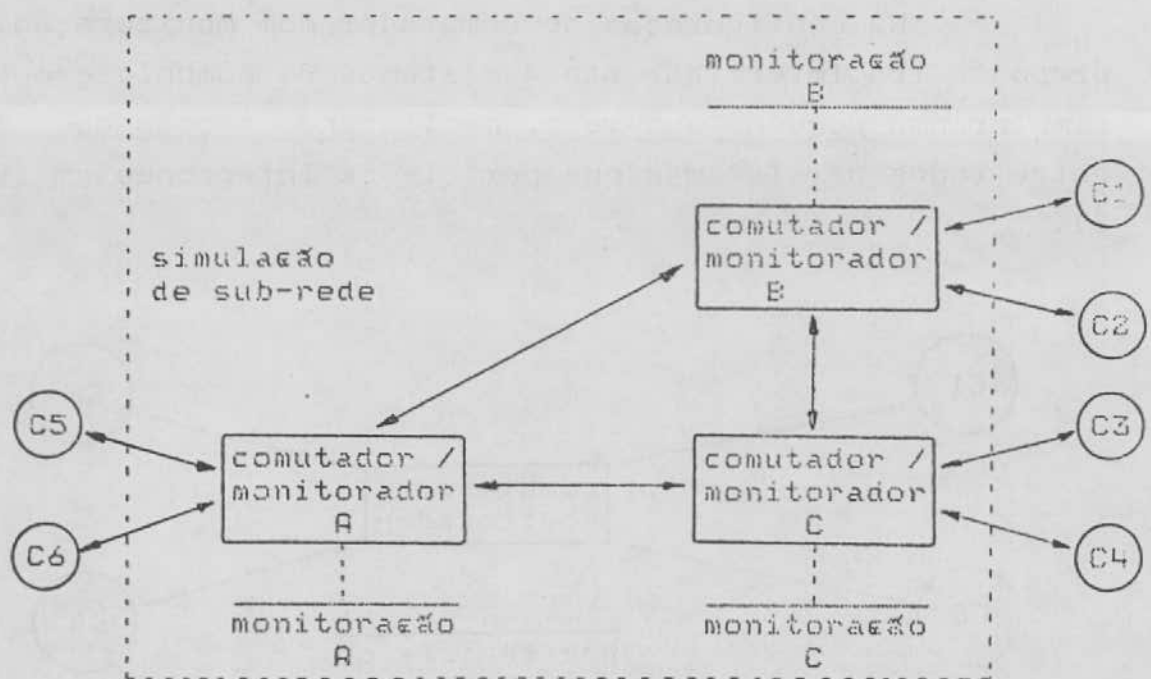 monitoração
B
comutador /
monitorador
B
C1
simulação
de sub-rede
C2
C5
comutador /
monitorador
A
comutador /
monitorador
C
C3
C6
C4
monitoração
A
monitoração
C